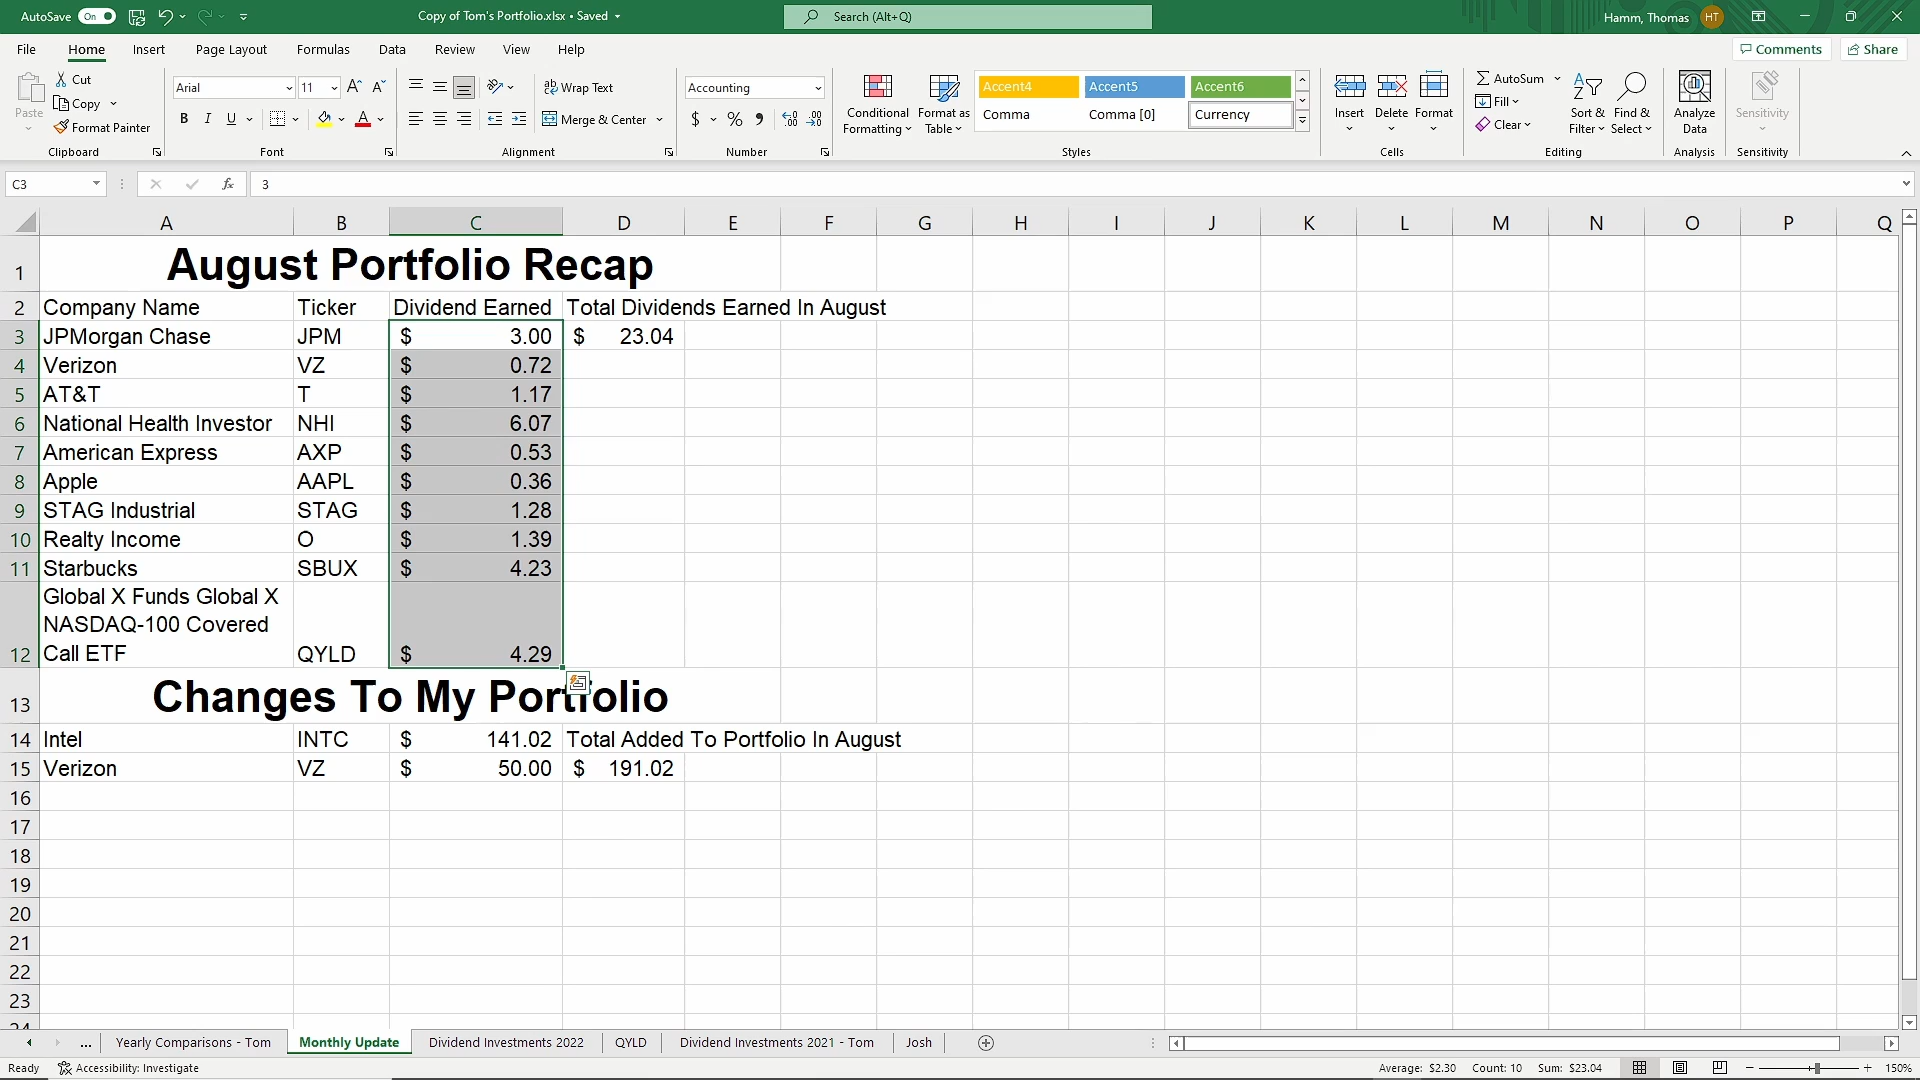 AutoSave On Copy of Tom's Portfolio.xlsx • Saved Search (Alt+Q) Hamm, Thomas HT
File Home Insert Page Layout Formulas Data Review View Help Comments Share
Paste Cut Copy Format Painter Clipboard
Arial 11 B I U A Font
Wrap Text Merge & Center Alignment
Accounting $ % Number
Conditional Formatting Format as Table
Accent4 Accent5 Accent6
Comma Comma [0] Currency
Styles
Insert Delete Format Cells
AutoSum Fill Clear Sort & Filter Find & Select Editing
Analyze Data Analysis
Sensitivity Sensitivity
C3 fx 3
A B C D E F G H I J K L M N O P Q
1 August Portfolio Recap
2 Company Name Ticker Dividend Earned Total Dividends Earned In August
3 JPMorgan Chase JPM $ 3.00 $ 23.04
4 Verizon VZ $ 0.72
5 AT&T T $ 1.17
6 National Health Investor NHI $ 6.07
7 American Express AXP $ 0.53
8 Apple AAPL $ 0.36
9 STAG Industrial STAG $ 1.28
10 Realty Income O $ 1.39
11 Starbucks SBUX $ 4.23
Global X Funds Global X
NASDAQ-100 Covered
12 Call ETF QYLD $ 4.29
13 Changes To My Portfolio
14 Intel INTC $ 141.02 Total Added To Portfolio In August
15 Verizon VZ $ 50.00 $ 191.02
16
17
18
19
20
21
22
23
24
... Yearly Comparisons - Tom Monthly Update Dividend Investments 2022 QYLD Dividend Investments 2021 - Tom Josh
Ready Accessibility: Investigate Average: $2.30 Count: 10 Sum: $23.04 150%